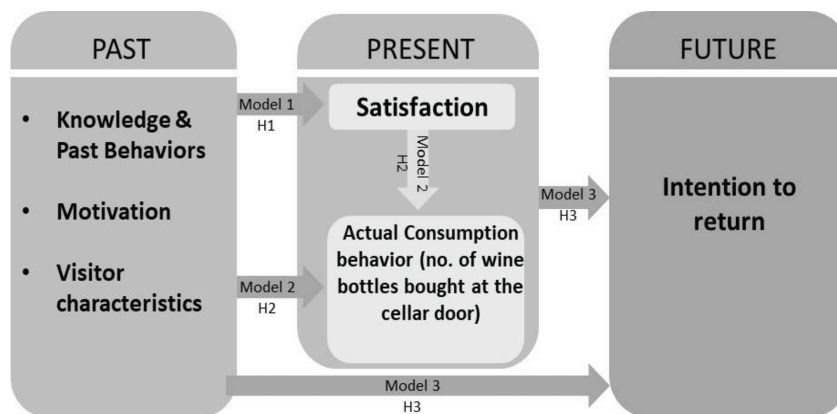 PAST
• Knowledge &
Past Behaviors
• Motivation
• Visitor
characteristics
Model 1
H1
Model 2
H2
PRESENT
Satisfaction
Model 2
H2
Actual Consumption
behavior (no. of wine
bottles bought at the
cellar door)
Model 3
H3
FUTURE
Intention to
return
Model 3
H3